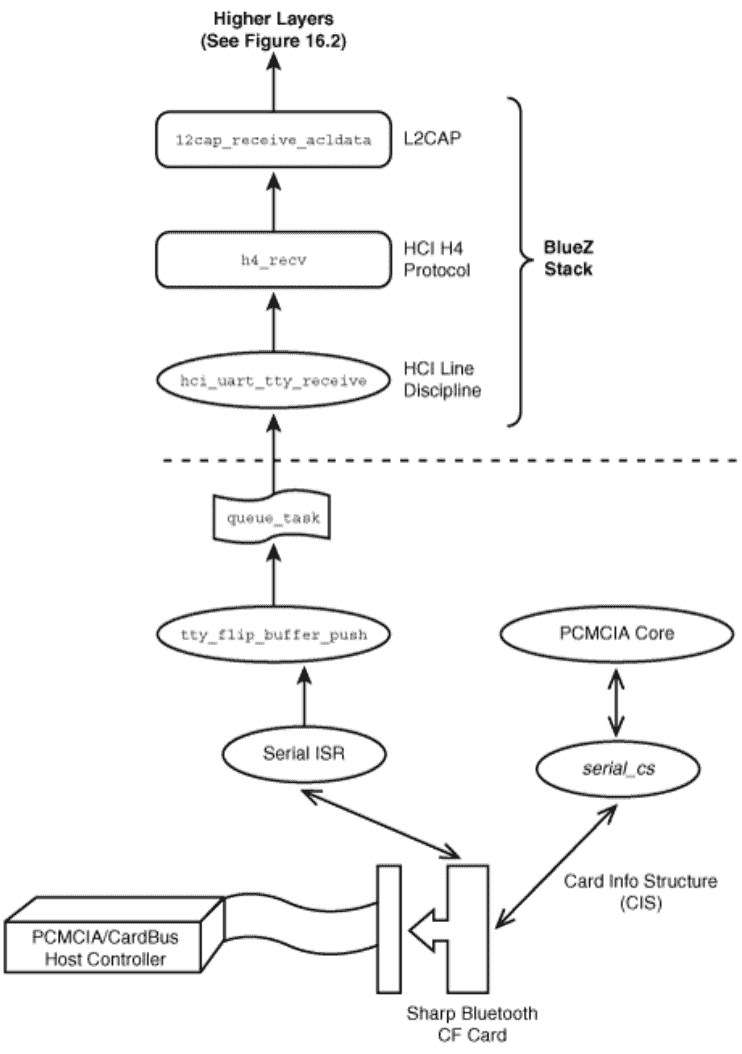 Higher Layers
(See Figure 16.2)
12cap_receive_acldata
L2CAP
h4_recv
HCI H4
Protocol
BlueZ
Stack
hci_uart_tty_receive
HCI Line
Discipline
queue_task
tty_flip_buffer_push
PCMCIA Core
Serial ISR
serial_cs
Card Info Structure
(CIS)
PCMCIA/CardBus
Host Controller
Sharp Bluetooth
CF Card